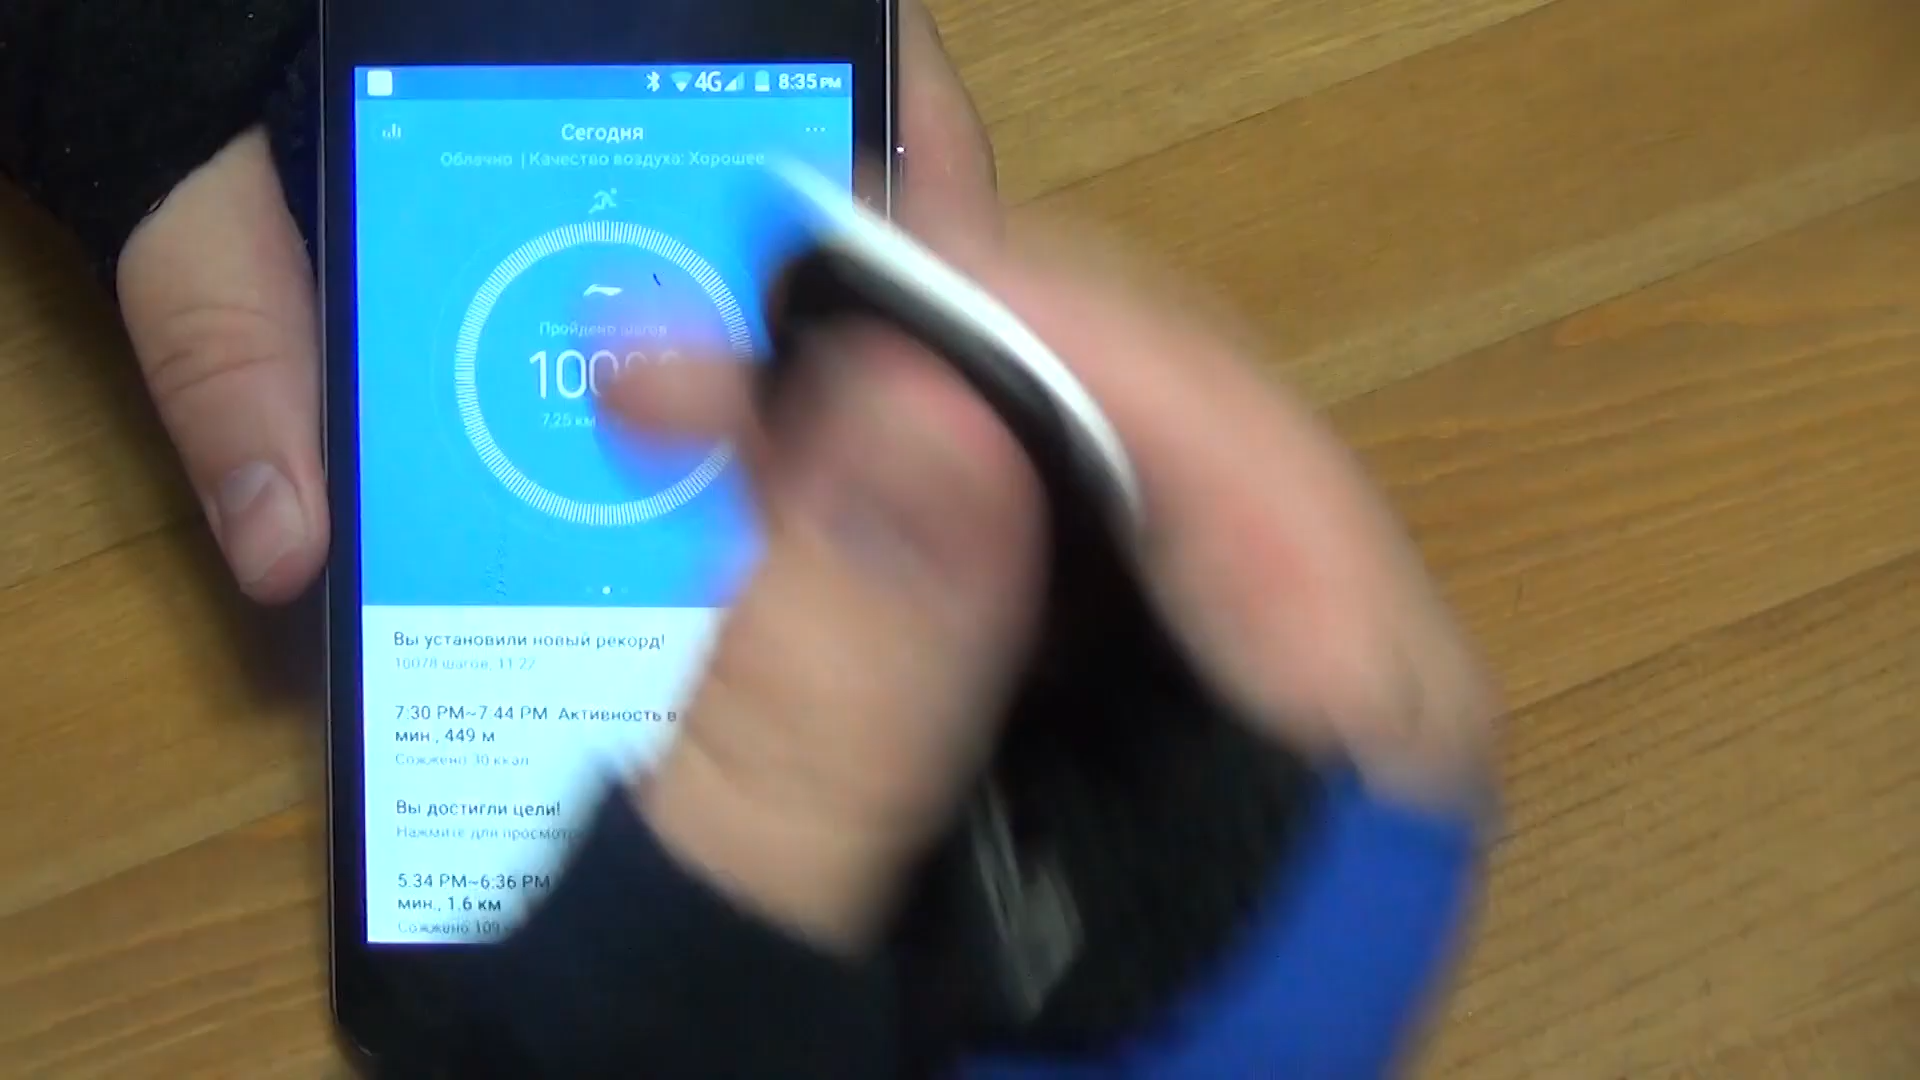 4G 8:35 PM
Сегодня
Облачно | Качество воздуха: Хорошее
Пройдено шагов
7,25 км
Вы установили новый рекорд!
10078 шагов, 11.22
7:30 PM~7:44 PM Активность в
мин., 449 м
Сожжено 30 ккал
Вы достигли цели!
Нажмите для просмотр
5:34 PM~6:36 PM
мин., 1.6 км
Сожжено 109